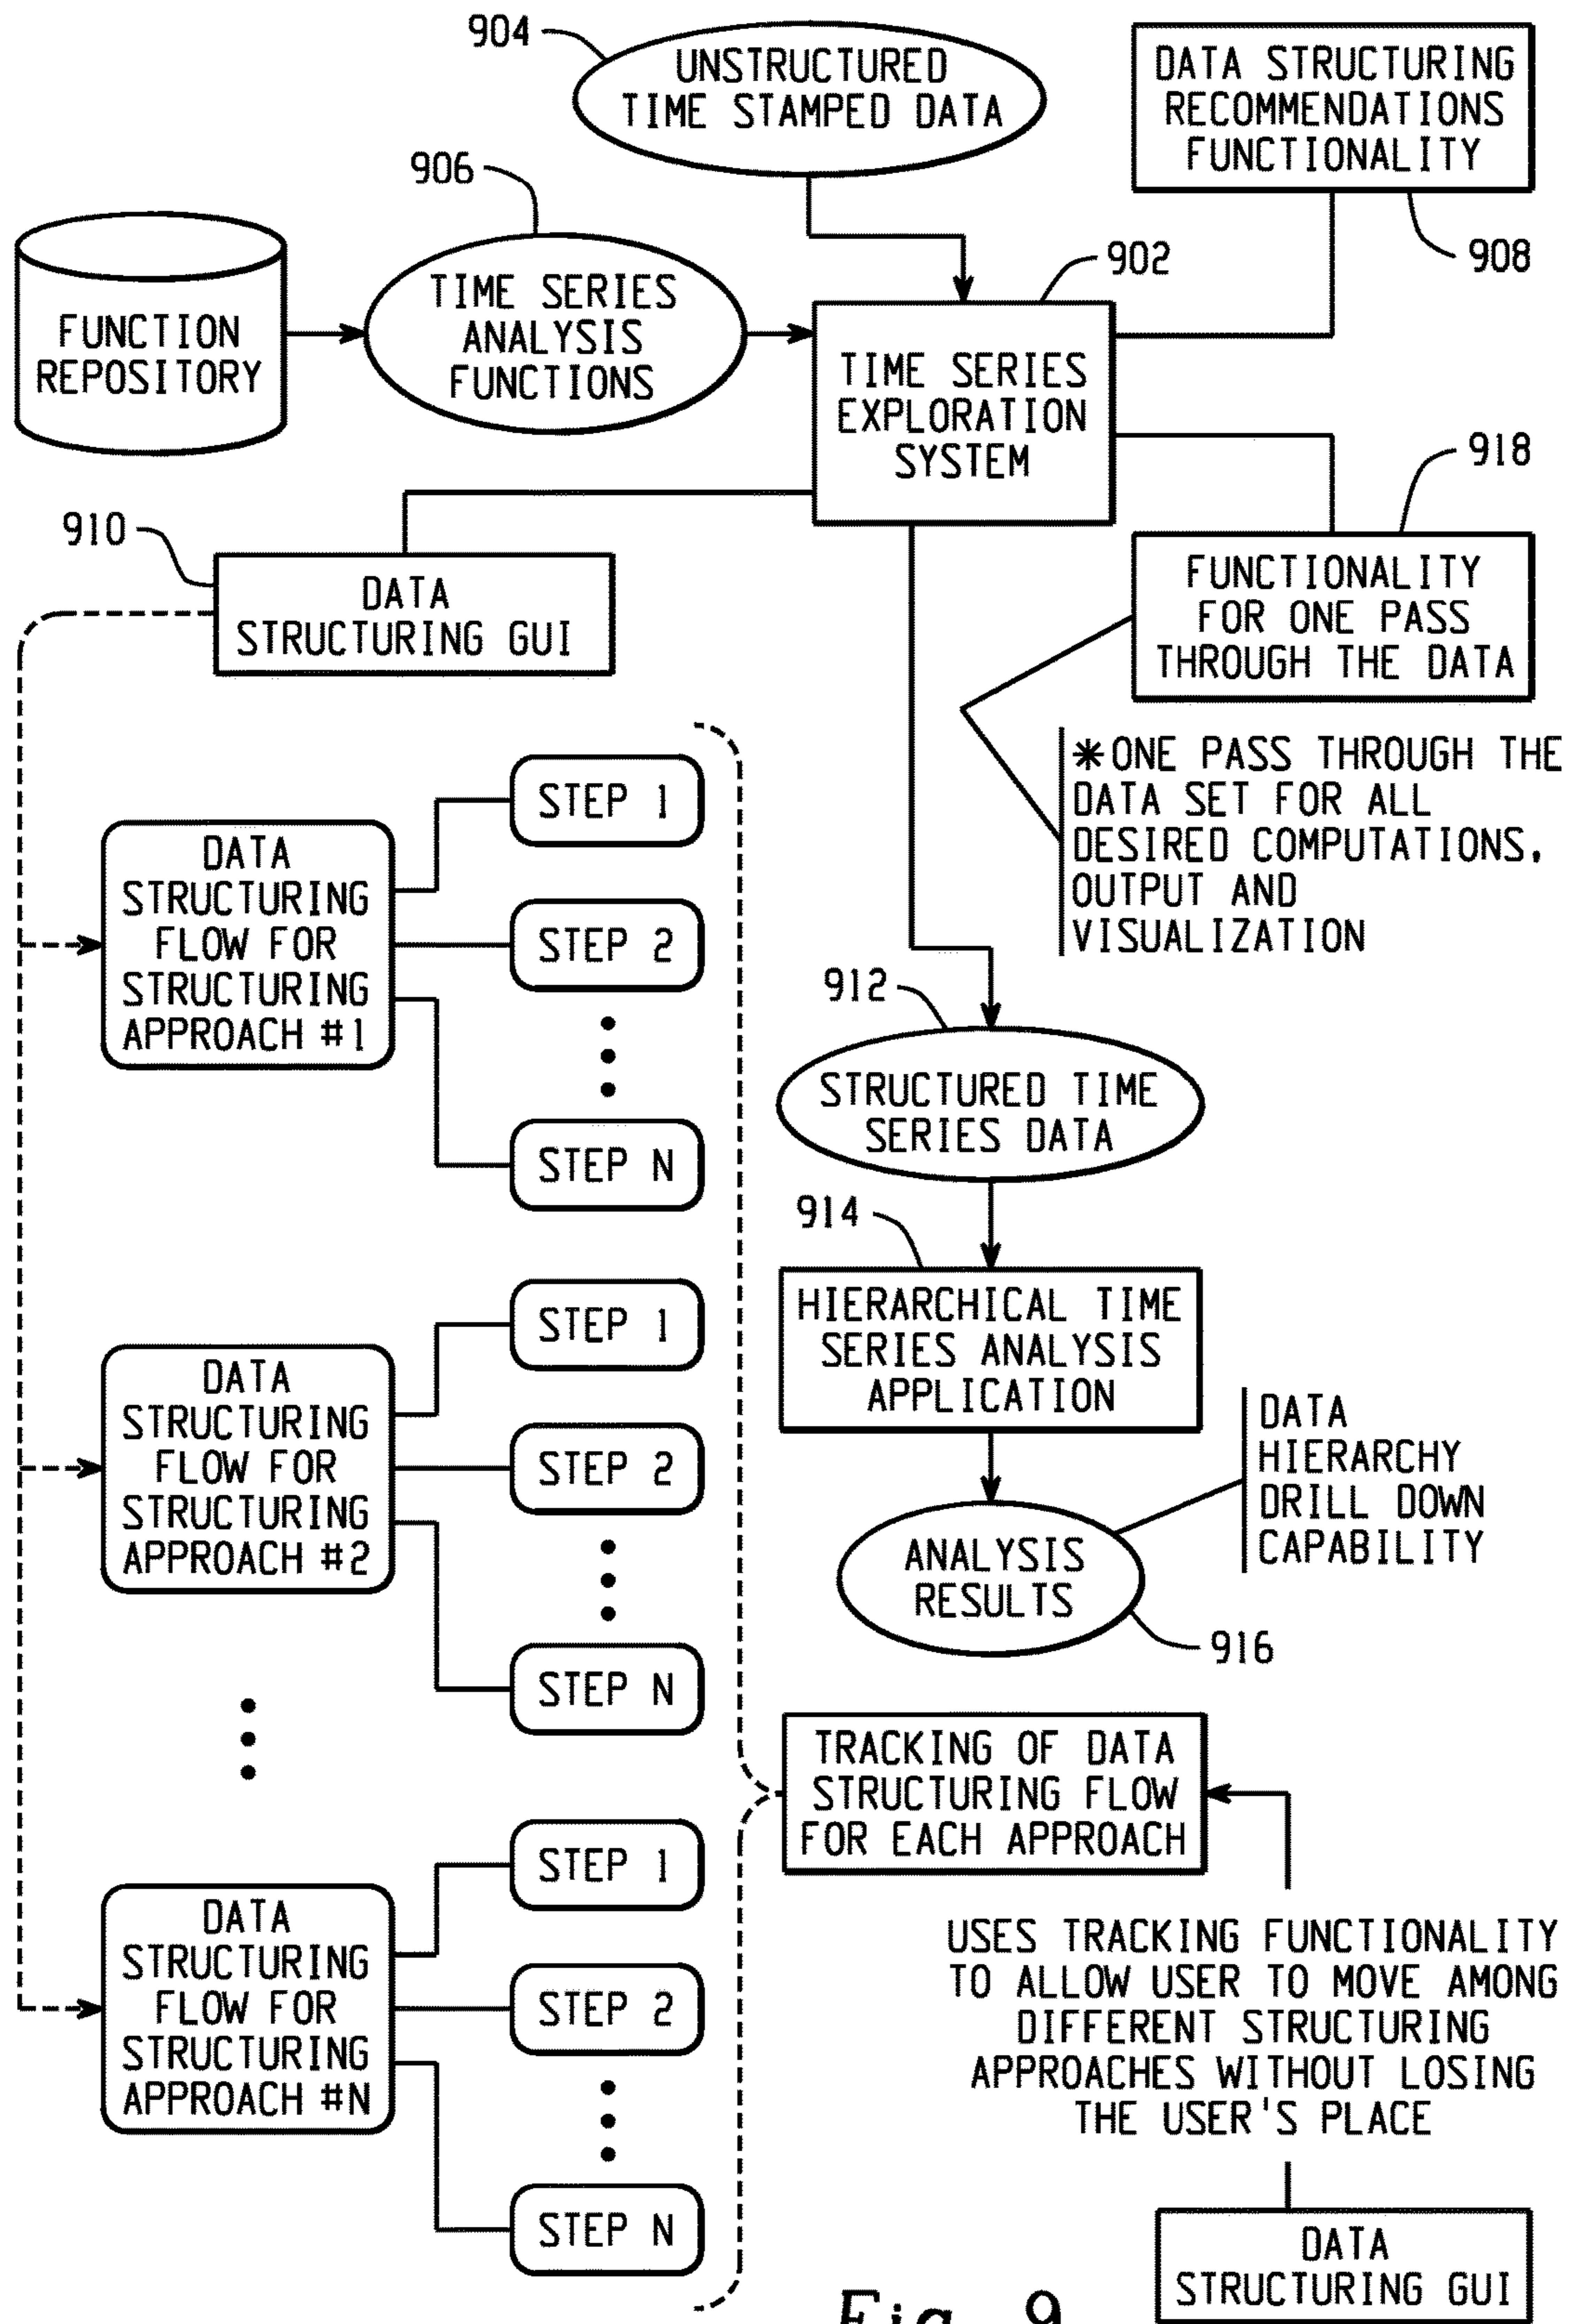 904
UNSTRUCTURED
TIME STAMPED DATA
DATA STRUCTURING
RECOMMENDATIONS
FUNCTIONALITY
908
906
FUNCTION
REPOSITORY
TIME SERIES
ANALYSIS
FUNCTIONS
902
TIME SERIES
EXPLORATION
SYSTEM
918
FUNCTIONALITY
FOR ONE PASS
THROUGH THE DATA
*ONE PASS THROUGH THE
DATA SET FOR ALL
DESIRED COMPUTATIONS,
OUTPUT AND
VISUALIZATION
910
DATA
STRUCTURING GUI
DATA
STRUCTURING
FLOW FOR
STRUCTURING
APPROACH #1
STEP 1
STEP 2
STEP N
DATA
STRUCTURING
FLOW FOR
STRUCTURING
APPROACH #2
STEP 1
STEP 2
STEP N
DATA
STRUCTURING
FLOW FOR
STRUCTURING
APPROACH #N
STEP 1
STEP 2
STEP N
912
STRUCTURED TIME
SERIES DATA
914
HIERARCHICAL TIME
SERIES ANALYSIS
APPLICATION
DATA
HIERARCHY
DRILL DOWN
CAPABILITY
ANALYSIS
RESULTS
916
TRACKING OF DATA
STRUCTURING FLOW
FOR EACH APPROACH
USES TRACKING FUNCTIONALITY
TO ALLOW USER TO MOVE AMONG
DIFFERENT STRUCTURING
APPROACHES WITHOUT LOSING
THE USER'S PLACE
DATA
STRUCTURING GUI
Fig. 9